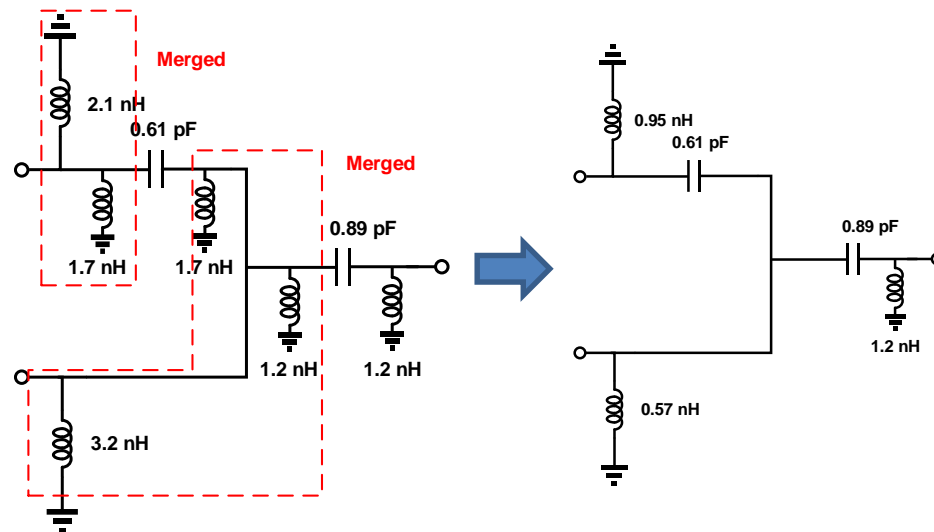 Merged
2.1 nH
0.61 pF
Merged
1.7 nH
1.7 nH
0.89 pF
1.2 nH
1.2 nH
3.2 nH
0.95 nH
0.61 pF
0.89 pF
1.2 nH
0.57 nH